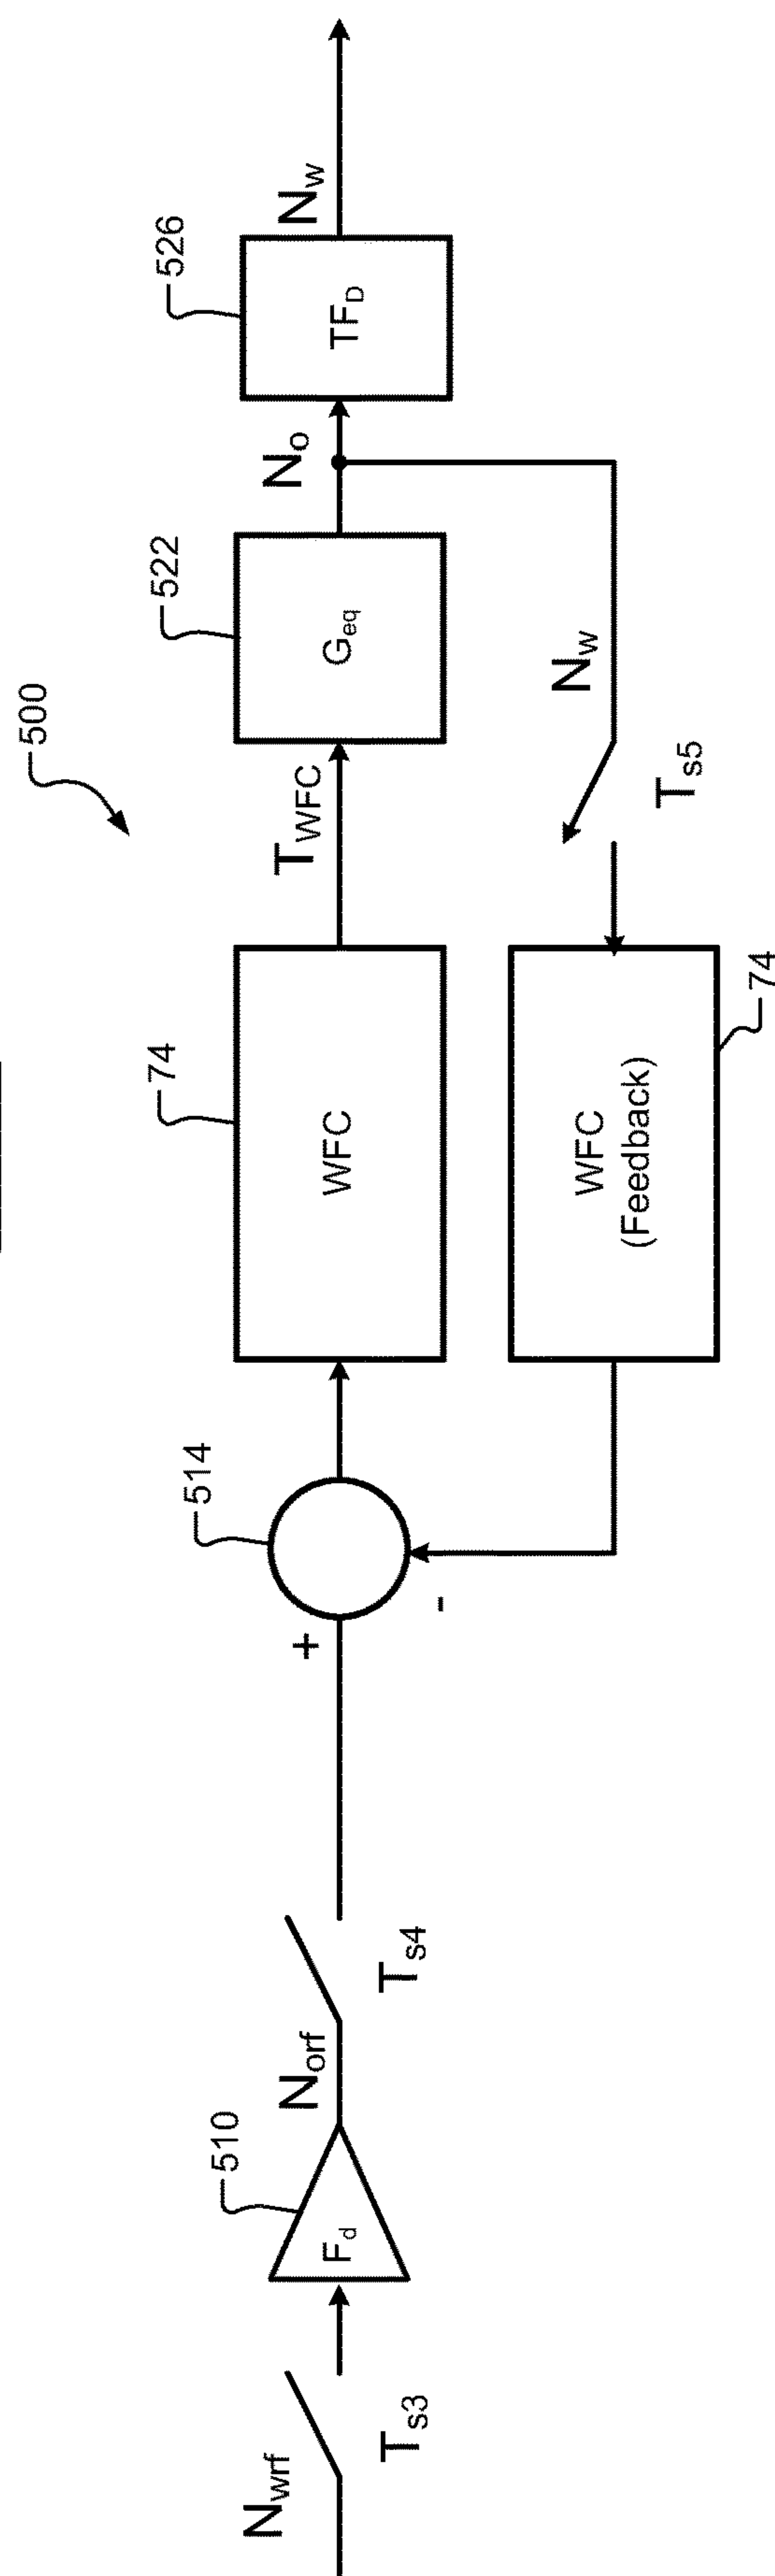 500
N_wrf
T_s3
510
F_d
N_orf
T_s4
514
+
-
74
WFC
T_WFC
522
G_eq
N_o
526
TF_D
N_w
N_w
T_s5
WFC
(Feedback)
74